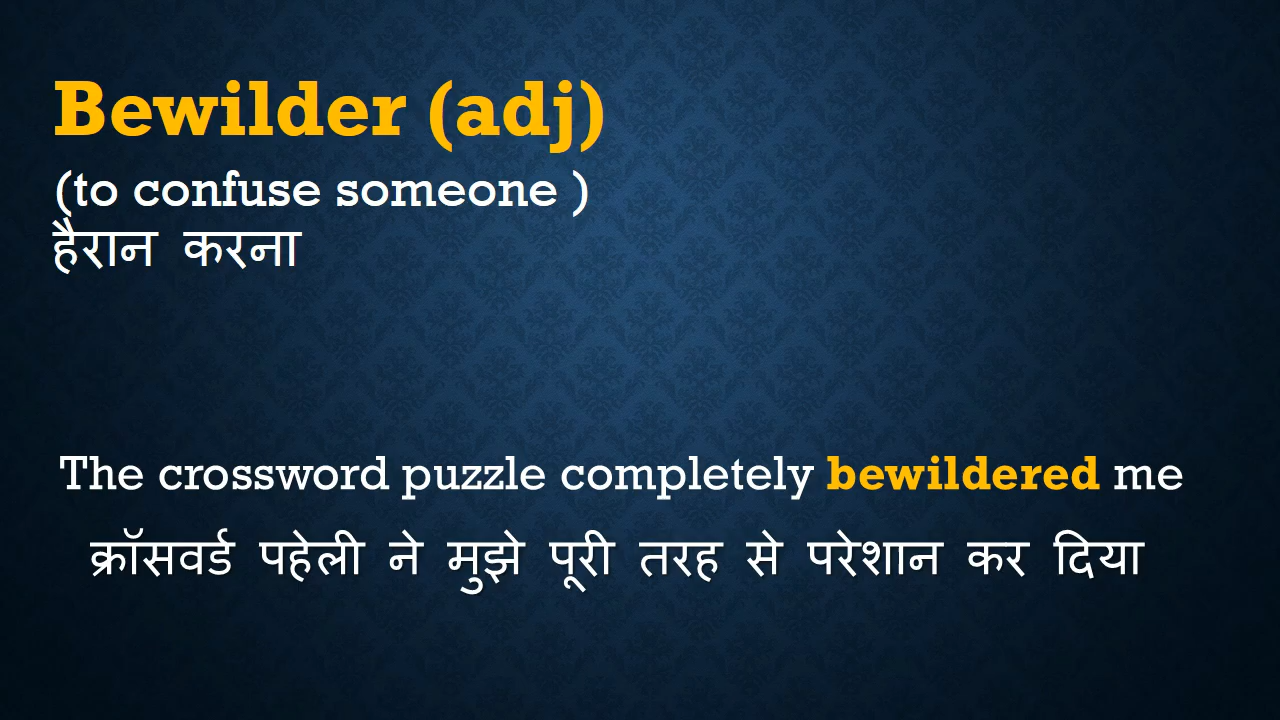 Bewilder (adj)
(to confuse someone )
हैरान करना
The crossword puzzle completely bewildered me
क्रॉसवर्ड पहेली ने मुझे पूरी तरह से परेशान कर दिया